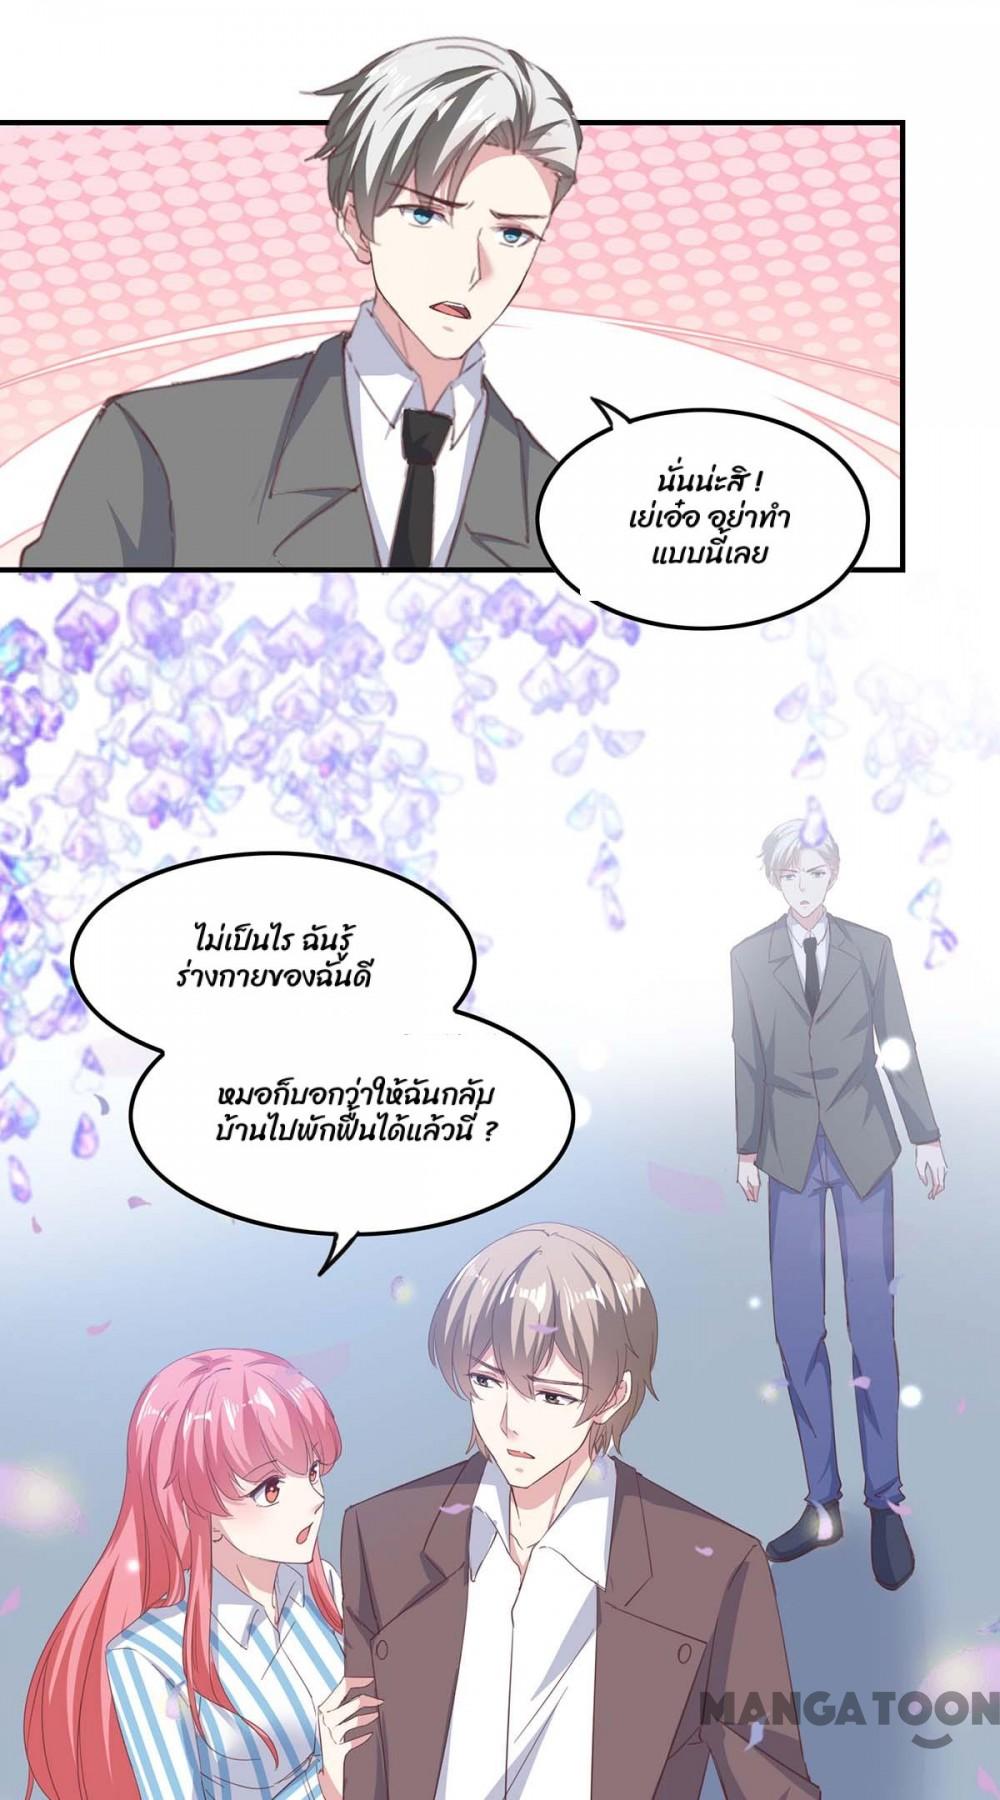 นั่นน่ะสิ !
เย่เอ๋อ อย่าทำ
แบบนี้เลย
ไม่เป็นไร ฉันรู้
ร่างกายของฉันดี
หมอก็บอกว่าให้ฉันกลับ
บ้านไปพักฟื้นได้แล้วนี่ ?
MANGATOON